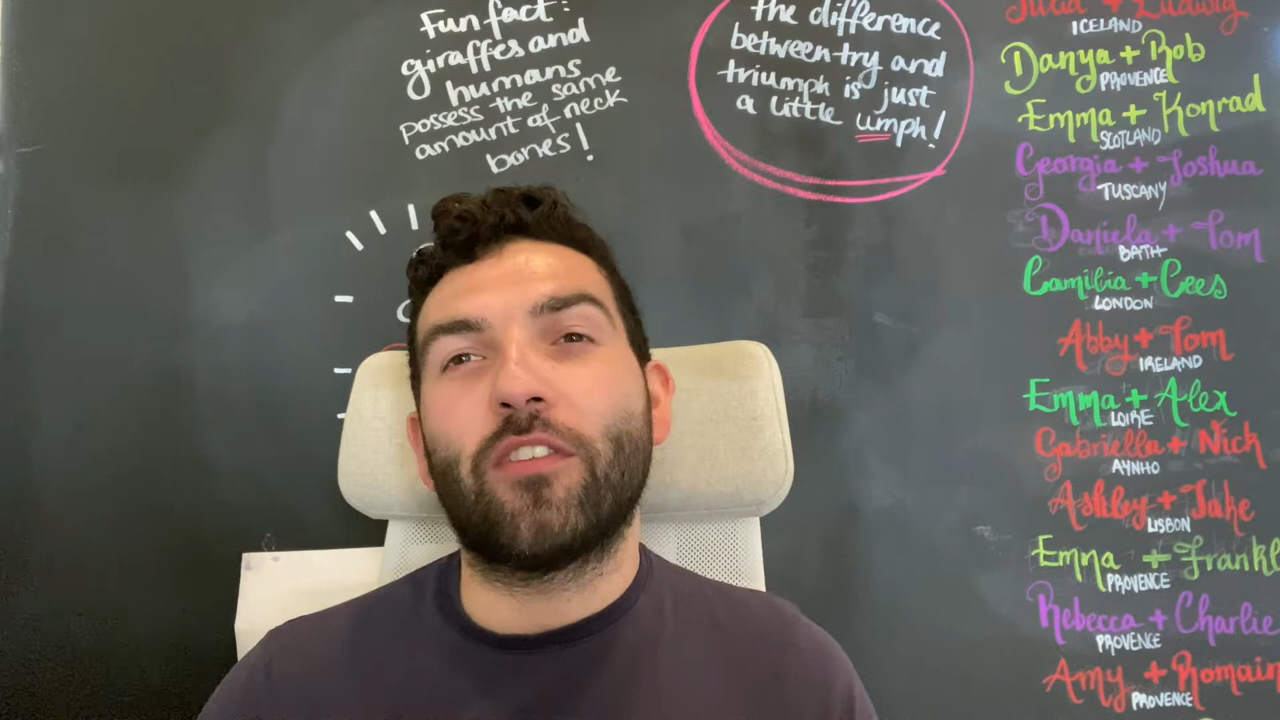 Fun fact:
giraffes and
humans
possess the same
amount of neck
bones!
The difference
between try and
triumph is just
a little umph!
Julia + Ludwig
ICELAND
Danya + Rob
PROVENCE
Emma + Konrad
SCOTLAND
Georgia + Joshua
TUSCANY
Daniela + Tom
BATH
Camilia + Cees
LONDON
Abby + Tom
IRELAND
Emma + Alex
LOIRE
Gabriella + Nick
AYNHO
Ashley + Jake
LISBON
Emma + Frankl
PROVENCE
Rebecca + Charlie
PROVENCE
Amy + Romain
PROVENCE